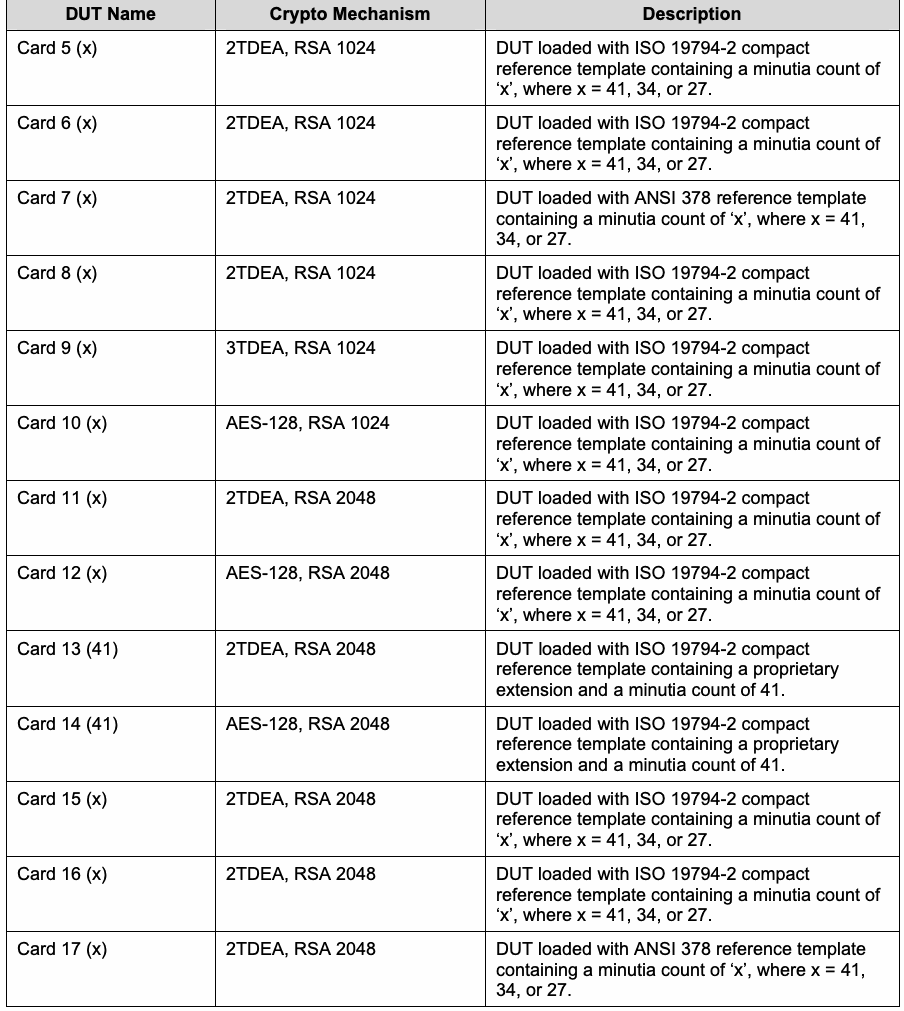 DUT Name Crypto Mechanism Description
Card 5 (x) 2TDEA, RSA 1024 DUT loaded with ISO 19794-2 compact
reference template containing a minutia count of
‘x’, where x = 41, 34, or 27.
Card 6 (x) 2TDEA, RSA 1024 DUT loaded with ISO 19794-2 compact
reference template containing a minutia count of
‘x’, where x = 41, 34, or 27.
Card 7 (x) 2TDEA, RSA 1024 DUT loaded with ANSI 378 reference template
containing a minutia count of ‘x’, where x = 41,
34, or 27.
Card 8 (x) 2TDEA, RSA 1024 DUT loaded with ISO 19794-2 compact
reference template containing a minutia count of
‘x’, where x = 41, 34, or 27.
Card 9 (x) 3TDEA, RSA 1024 DUT loaded with ISO 19794-2 compact
reference template containing a minutia count of
‘x’, where x = 41, 34, or 27.
Card 10 (x) AES-128, RSA 1024 DUT loaded with ISO 19794-2 compact
reference template containing a minutia count of
‘x’, where x = 41, 34, or 27.
Card 11 (x) 2TDEA, RSA 2048 DUT loaded with ISO 19794-2 compact
reference template containing a minutia count of
‘x’, where x = 41, 34, or 27.
Card 12 (x) AES-128, RSA 2048 DUT loaded with ISO 19794-2 compact
reference template containing a minutia count of
‘x’, where x = 41, 34, or 27.
Card 13 (41) 2TDEA, RSA 2048 DUT loaded with ISO 19794-2 compact
reference template containing a proprietary
extension and a minutia count of 41.
Card 14 (41) AES-128, RSA 2048 DUT loaded with ISO 19794-2 compact
reference template containing a proprietary
extension and a minutia count of 41.
Card 15 (x) 2TDEA, RSA 2048 DUT loaded with ISO 19794-2 compact
reference template containing a minutia count of
‘x’, where x = 41, 34, or 27.
Card 16 (x) 2TDEA, RSA 2048 DUT loaded with ISO 19794-2 compact
reference template containing a minutia count of
‘x’, where x = 41, 34, or 27.
Card 17 (x) 2TDEA, RSA 2048 DUT loaded with ANSI 378 reference template
containing a minutia count of ‘x’, where x = 41,
34, or 27.